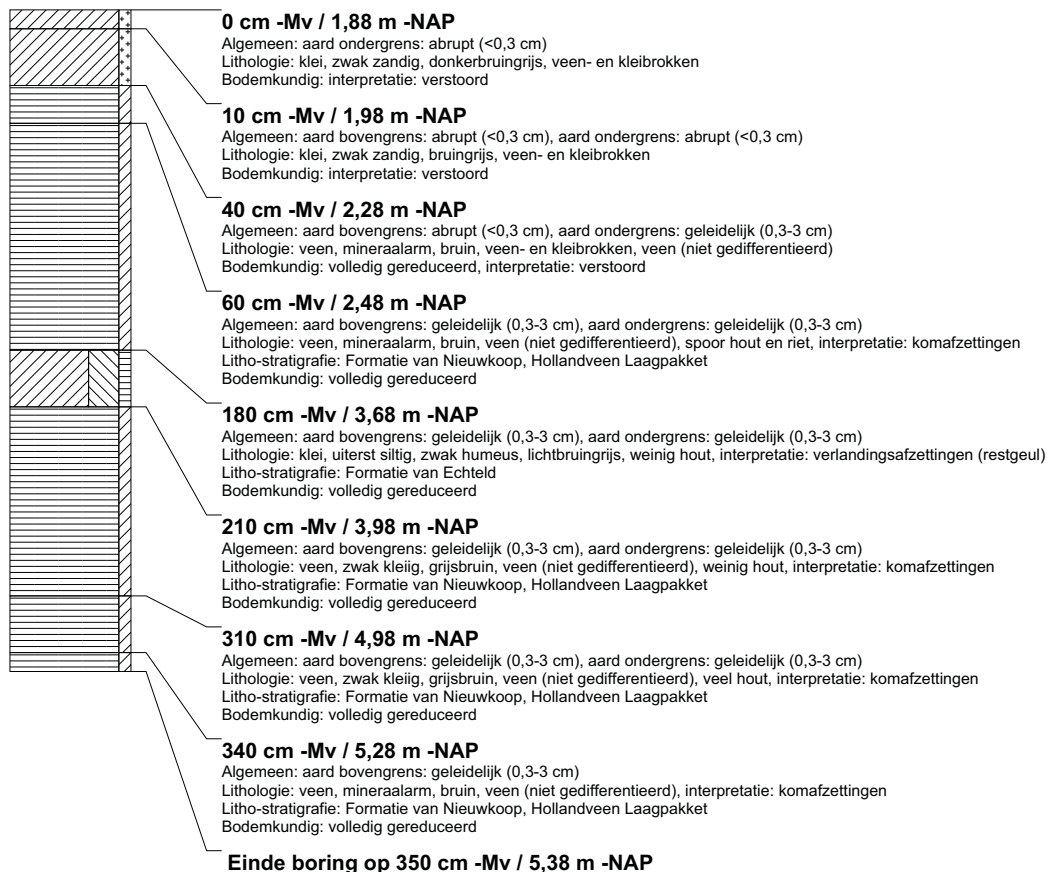 0 cm -Mv / 1,88 m -NAP
Algemeen: aard ondergrens: abrupt (<0,3 cm)
Lithologie: klei, zwak zandig, donkerbruingrijs, veen- en kleibrokken
Bodemkundig: interpretatie: verstoord
10 cm -Mv / 1,98 m -NAP
Algemeen: aard bovengrens: abrupt (<0,3 cm), aard ondergrens: abrupt (<0,3 cm)
Lithologie: klei, zwak zandig, bruingrijs, veen- en kleibrokken
Bodemkundig: interpretatie: verstoord
40 cm -Mv / 2,28 m -NAP
Algemeen: aard bovengrens: abrupt (<0,3 cm), aard ondergrens: geleidelijk (0,3-3 cm)
Lithologie: veen, mineraalarm, bruin, veen- en kleibrokken, veen (niet gedifferentieerd)
Bodemkundig: volledig gereduceerd, interpretatie: verstoord
60 cm -Mv / 2,48 m -NAP
Algemeen: aard bovengrens: geleidelijk (0,3-3 cm), aard ondergrens: geleidelijk (0,3-3 cm)
Lithologie: veen, mineraalarm, bruin, veen (niet gedifferentieerd), spoor hout en riet, interpretatie: komafzettingen
Litho-stratigrafie: Formatie van Nieuwkoop, Hollandveen Laagpakket
Bodemkundig: volledig gereduceerd
180 cm -Mv / 3,68 m -NAP
Algemeen: aard bovengrens: geleidelijk (0,3-3 cm), aard ondergrens: geleidelijk (0,3-3 cm)
Lithologie: klei, uiterst siltig, zwak humeus, lichtbruingrijs, weinig hout, interpretatie: verlandingsafzettingen (restgeul)
Litho-stratigrafie: Formatie van Echteld
Bodemkundig: volledig gereduceerd
210 cm -Mv / 3,98 m -NAP
Algemeen: aard bovengrens: geleidelijk (0,3-3 cm), aard ondergrens: geleidelijk (0,3-3 cm)
Lithologie: veen, zwak kleiig, grijsbruin, veen (niet gedifferentieerd), weinig hout, interpretatie: komafzettingen
Litho-stratigrafie: Formatie van Nieuwkoop, Hollandveen Laagpakket
Bodemkundig: volledig gereduceerd
310 cm -Mv / 4,98 m -NAP
Algemeen: aard bovengrens: geleidelijk (0,3-3 cm), aard ondergrens: geleidelijk (0,3-3 cm)
Lithologie: veen, zwak kleiig, grijsbruin, veen (niet gedifferentieerd), veel hout, interpretatie: komafzettingen
Litho-stratigrafie: Formatie van Nieuwkoop, Hollandveen Laagpakket
Bodemkundig: volledig gereduceerd
340 cm -Mv / 5,28 m -NAP
Algemeen: aard bovengrens: geleidelijk (0,3-3 cm)
Lithologie: veen, mineraalarm, bruin, veen (niet gedifferentieerd), interpretatie: komafzettingen
Litho-stratigrafie: Formatie van Nieuwkoop, Hollandveen Laagpakket
Bodemkundig: volledig gereduceerd
Einde boring op 350 cm -Mv / 5,38 m -NAP